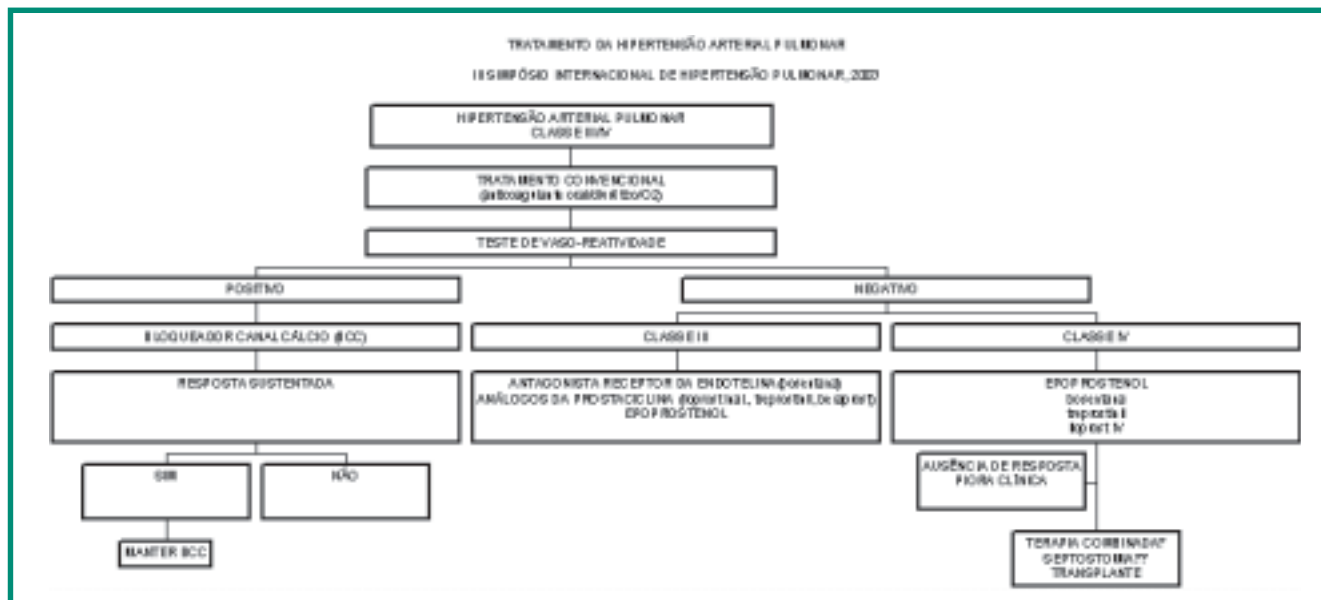 TRATAMENTO DA HIPERTENSÃO ARTERIAL PULMONAR
III SIMPÓSIO INTERNACIONAL DE HIPERTENSÃO PULMONAR, 2003
HIPERTENSÃO ARTERIAL PULMONAR
CLASSE III/IV
TRATAMENTO CONVENCIONAL
TESTE DE VASO-REATIVIDADE
POSITIVO
NEGATIVO
BLOQUEADOR CANAL CÁLCIO (BCC)
CLASSE III
CLASSE IV
RESPOSTA SUSTENTADA
ANTAGONISTA RECEPTOR DA ENDOTELINA (bosentana)
ANÁLOGOS DA PROSTACICLINA
EPOPROSTENOL
EPOPROSTENOL
bosentana
SIM
NÃO
AUSÊNCIA DE RESPOSTA
PIORA CLÍNICA
MANTER BCC
TERAPIA COMBINADA?
SEPTOSTOMIA??
TRANSPLANTE